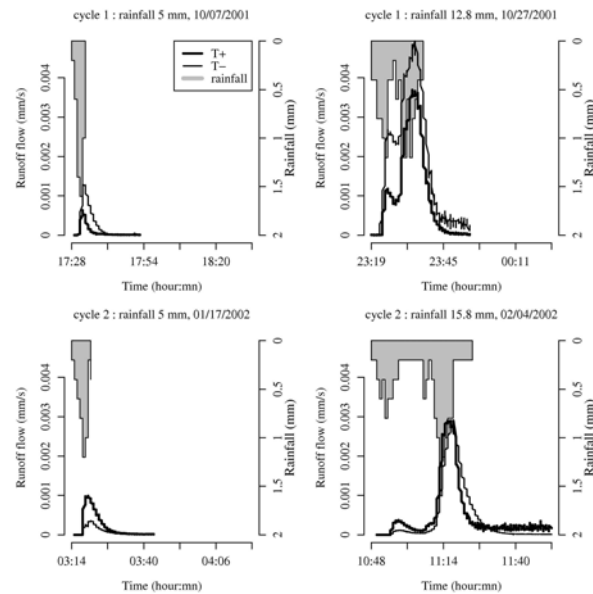 cycle 1 : rainfall 5 mm, 10/07/2001
cycle 1 : rainfall 12.8 mm, 10/27/2001
T+
T−
rainfall
Runoff flow (mm/s)
0 0.001 0.002 0.003 0.004
Rainfall (mm)
0 0.5 1 1.5 2
17:28 17:54 18:20
Time (hour:mn)
Runoff flow (mm/s)
0 0.001 0.002 0.003 0.004
Rainfall (mm)
0 0.5 1 1.5 2
23:19 23:45 00:11
Time (hour:mn)
cycle 2 : rainfall 5 mm, 01/17/2002
cycle 2 : rainfall 15.8 mm, 02/04/2002
Runoff flow (mm/s)
0 0.001 0.002 0.003 0.004
Rainfall (mm)
0 0.5 1 1.5 2
03:14 03:40 04:06
Time (hour:mn)
Runoff flow (mm/s)
0 0.001 0.002 0.003 0.004
Rainfall (mm)
0 0.5 1 1.5 2
10:48 11:14 11:40
Time (hour:mn)